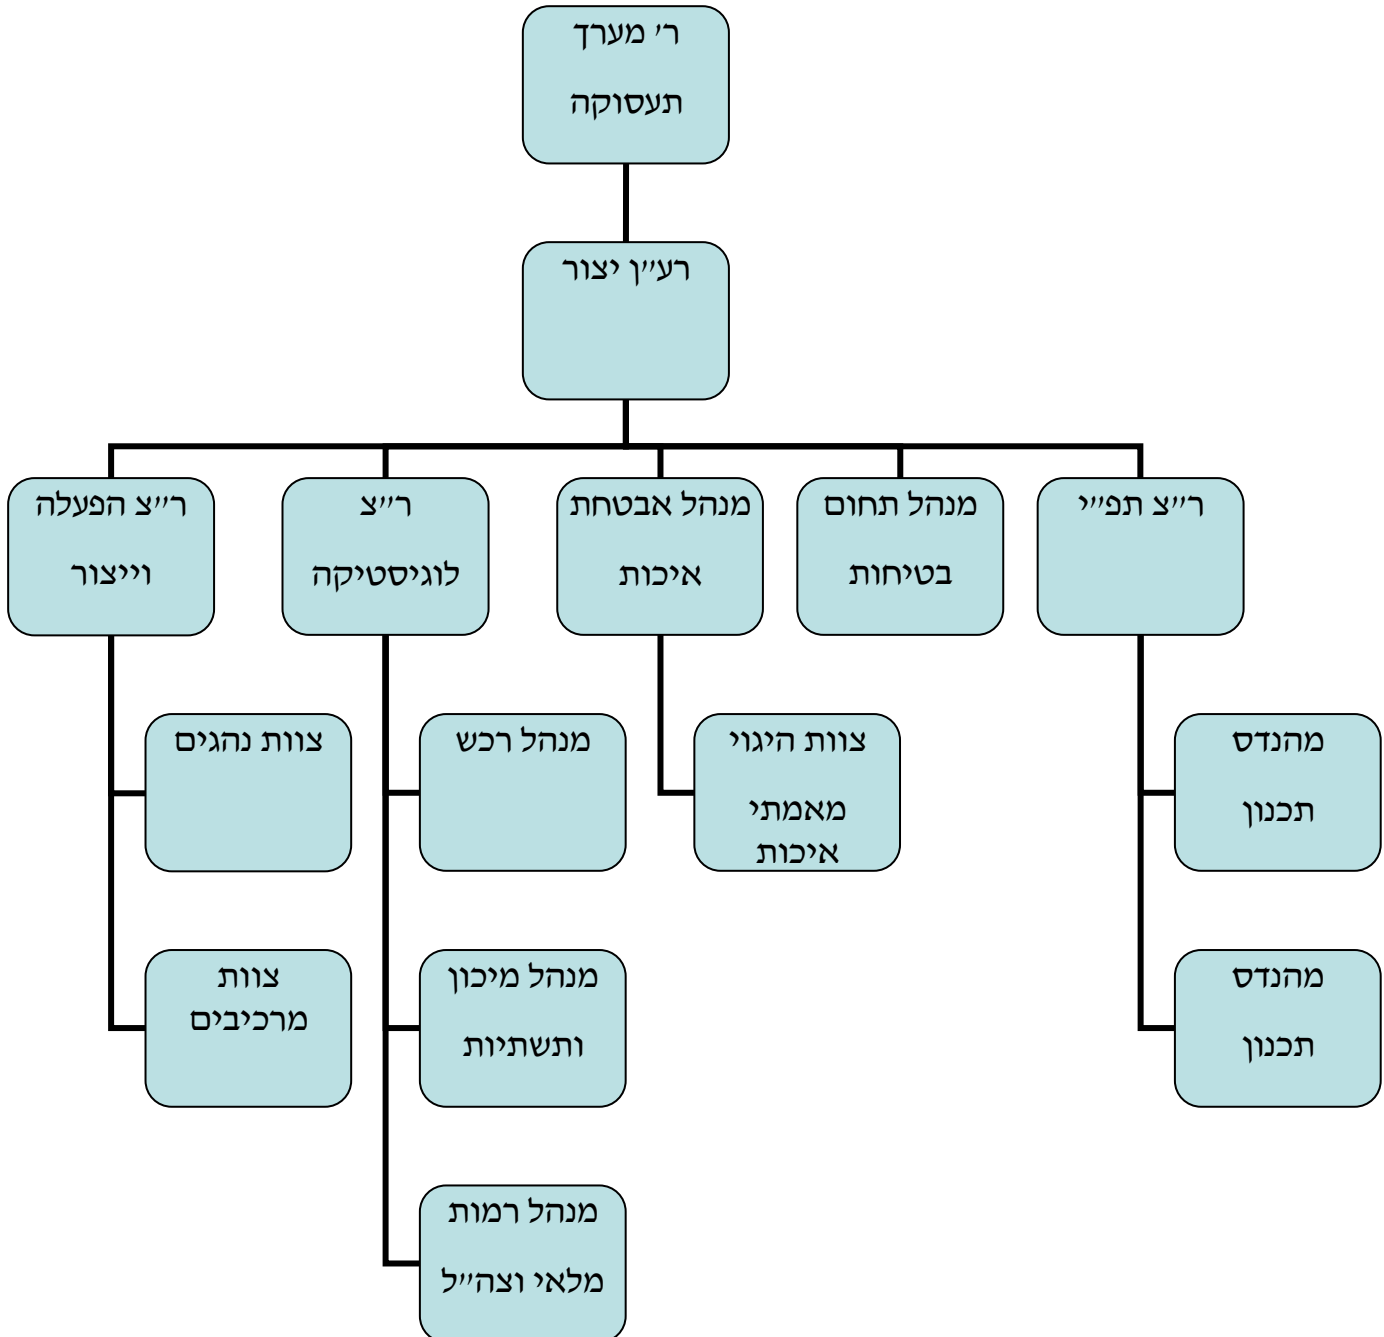 ר' מערך
תעסוקה
רע"ן יצור
ר"צ תפ"י
מנהל תחום
בטיחות
מנהל אבטחת
איכות
ר"צ
לוגיסטיקה
ר"צ הפעלה
וייצור
מהנדס
תכנון
צוות היגוי
מאמתי
איכות
מנהל רכש
צוות נהגים
מהנדס
תכנון
מנהל מיכון
ותשתיות
צוות
מרכיבים
מנהל רמות
מלאי וצה"ל